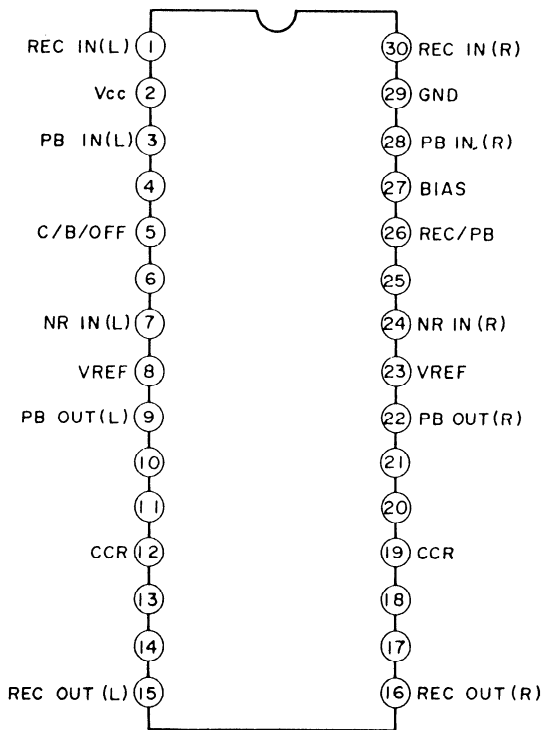 REC IN(L) 1 30 REC IN(R)
Vcc 2 29 GND
PB IN(L) 3 28 PB IN.(R)
4 27 BIAS
C/B/OFF 5 26 REC/PB
6 25
NR IN(L) 7 24 NR IN(R)
VREF 8 23 VREF
PB OUT(L) 9 22 PB OUT(R)
10 21
11 20
CCR 12 19 CCR
13 18
14 17
REC OUT(L) 15 16 REC OUT(R)